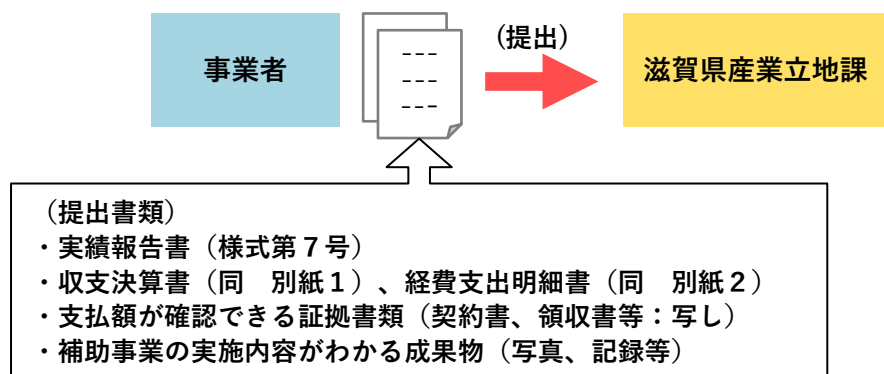 事業者
（提出）
滋賀県産業立地課
（提出書類）
・実績報告書（様式第７号）
・収支決算書（同　別紙１）、経費支出明細書（同　別紙２）
・支払額が確認できる証拠書類（契約書、領収書等：写し）
・補助事業の実施内容がわかる成果物（写真、記録等）